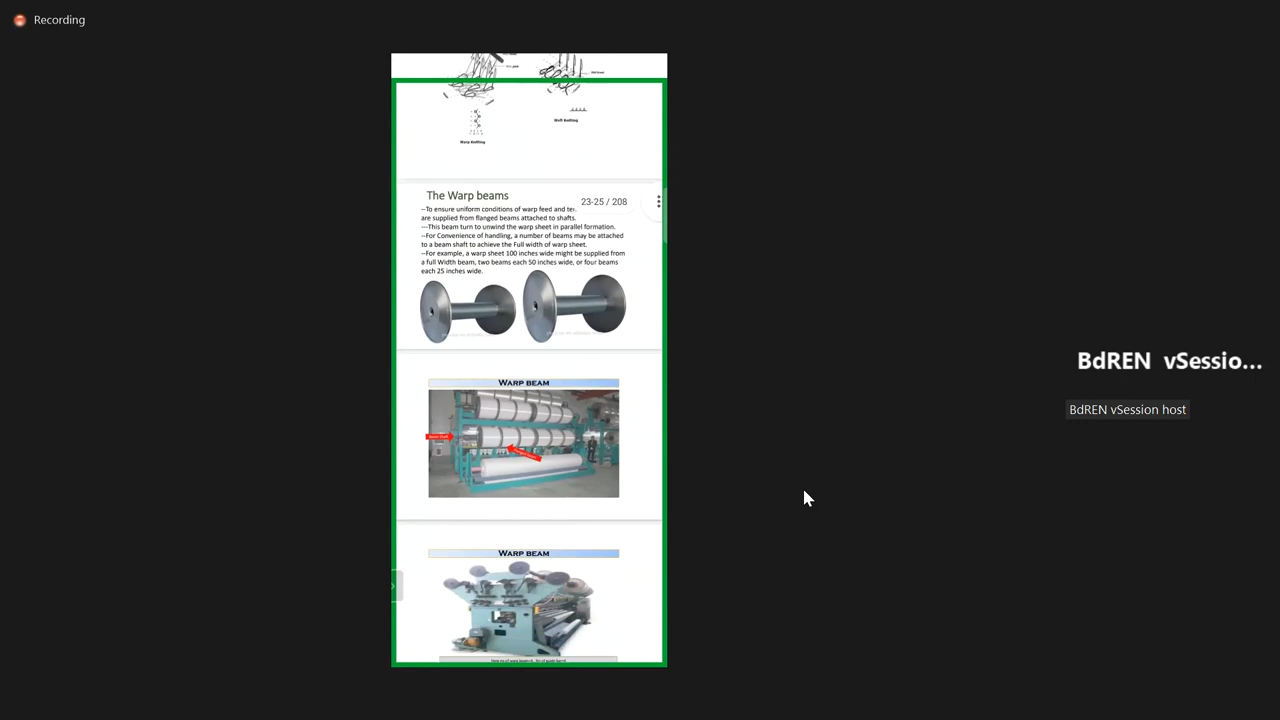 Recording
Weft Knitting
Warp Knitting
The Warp beams
23-25 / 208
--To ensure uniform conditions of warp feed and
are supplied from flanged beams attached to shafts.
---This beam turn to unwind the warp sheet in parallel formation.
--For Convenience of handling, a number of beams may be attached
to a beam shaft to achieve the Full width of warp sheet.
--For example, a warp sheet 100 inches wide might be supplied from
a full Width beam, two beams each 50 inches wide, or four beams
each 25 inches wide.
WARP BEAM
Beam Shaft
WARP BEAM
BdREN vSessio...
BdREN vSession host